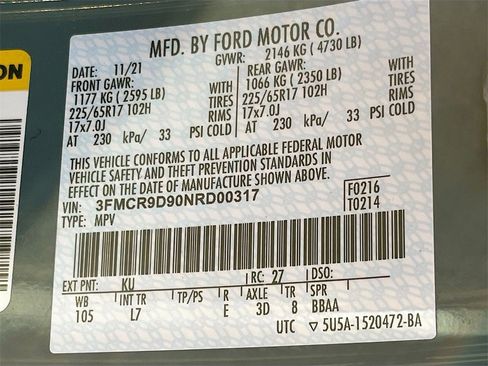 ON
MFD. BY FORD MOTOR CO.
DATE: 11/21 GVWR: 2146 KG ( 4730 LB)
FRONT GAWR: REAR GAWR:
1177 KG ( 2595 LB) WITH 1066 KG ( 2350 LB) WITH
225/65R17 102H TIRES 225/65R17 102H TIRES
17x7.0J RIMS 17x7.0J RIMS
AT 230 kPa/ 33 PSI COLD AT 230 kPa/ 33 PSI COLD
THIS VEHICLE CONFORMS TO ALL APPLICABLE FEDERAL MOTOR
VEHICLE SAFETY AND THEFT PREVENTION STANDARDS IN
EFFECT ON THE DATE OF MANUFACTURE SHOWN ABOVE.
VIN: 3FMCR9D90NRD00317 F0216
TYPE: MPV T0214
EXT PNT: KU RC: 27 DSO:
WB INT TR TP/PS R AXLE TR SPR
105 L7 E 3D 8 BBAA
UTC ▽ 5U5A-1520472-BA